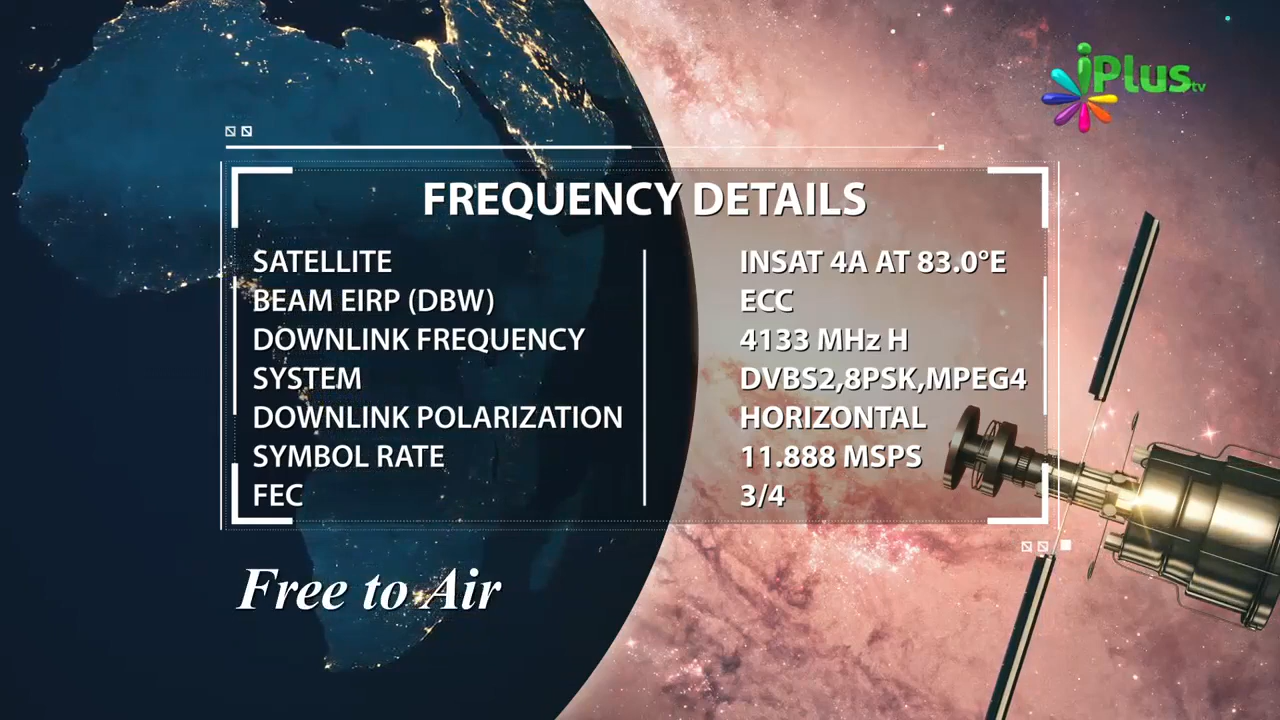 iPlus tv
FREQUENCY DETAILS
SATELLITE INSAT 4A AT 83.0°E
BEAM EIRP (DBW) ECC
DOWNLINK FREQUENCY 4133 MHz H
SYSTEM DVBS2,8PSK,MPEG4
DOWNLINK POLARIZATION HORIZONTAL
SYMBOL RATE 11.888 MSPS
FEC 3/4
Free to Air